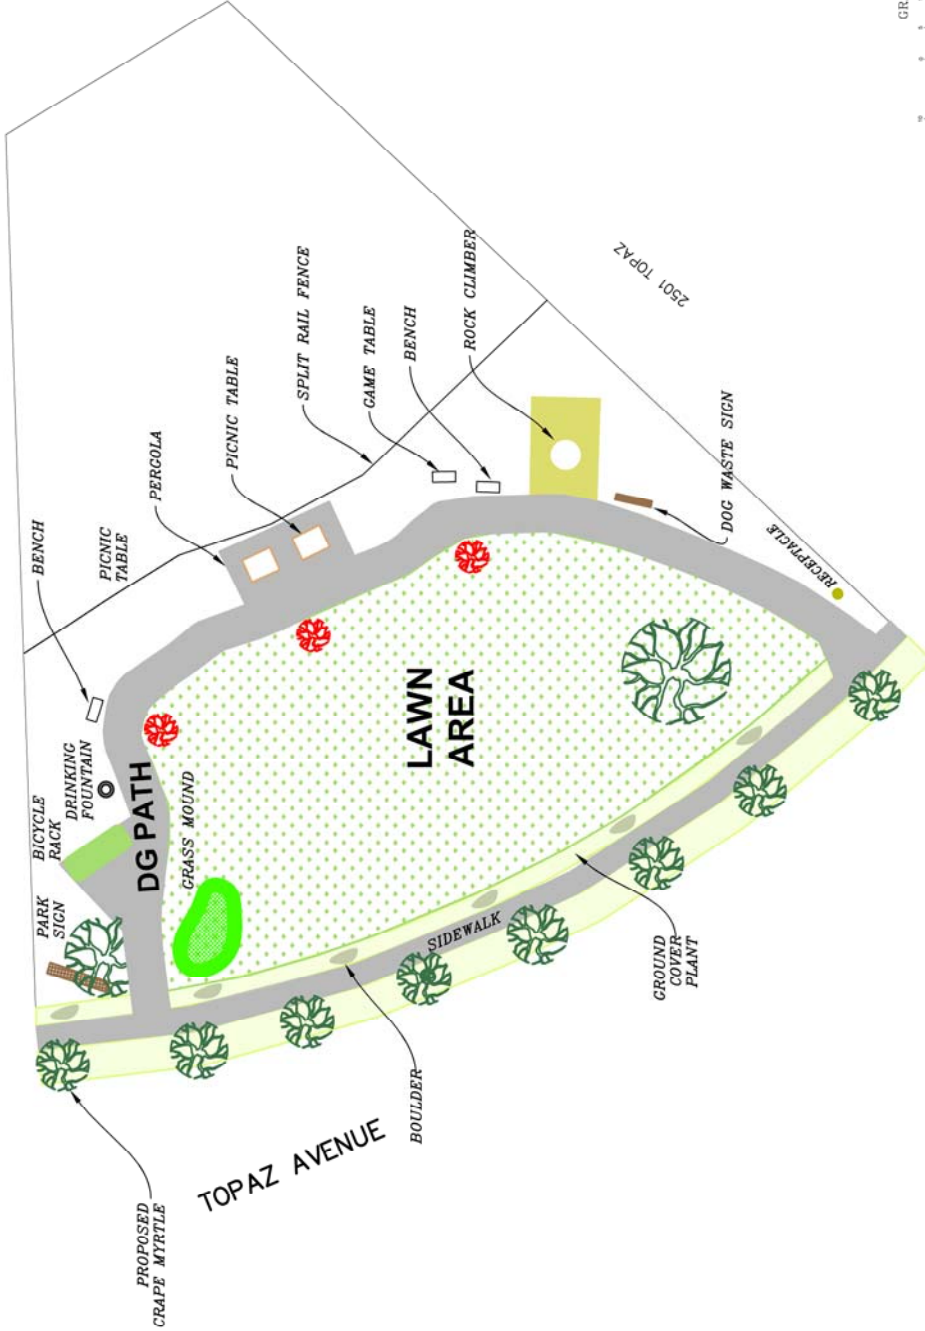 GR
BENCH
PICNIC
TABLE
PERGOLA
PICNIC TABLE
SPLIT RAIL FENCE
GAME TABLE
BENCH
ROCK CLIMBER
2501 TOPAZ
DOG WASTE SIGN
RECEPTACLE
BICYCLE
RACK
DRINKING
FOUNTAIN
PARK
SIGN
DG PATH
GRASS MOUND
LAWN
AREA
SIDEWALK
GROUND
COVER
PLANT
BOULDER
TOPAZ AVENUE
PROPOSED
CRAPE MYRTLE